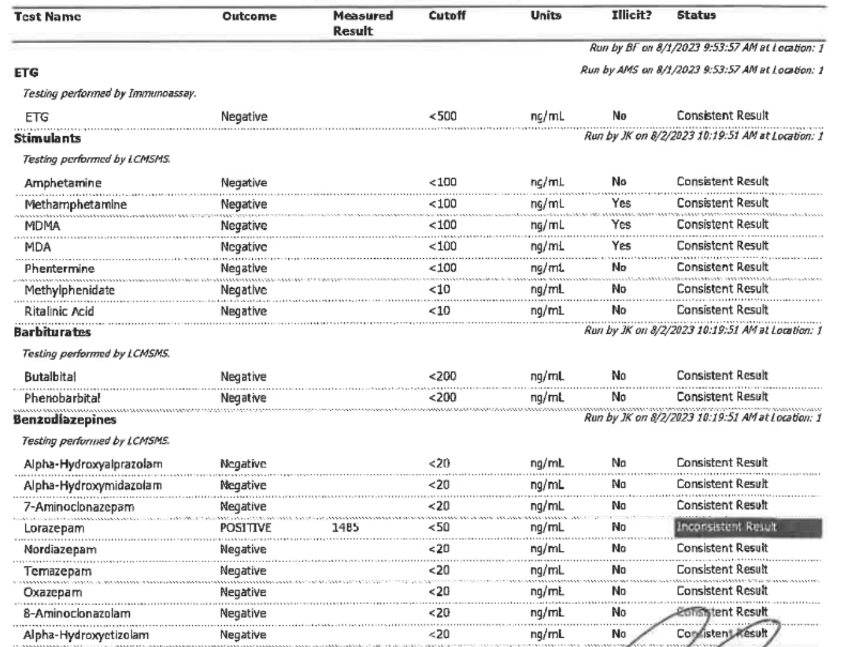 Test Name Outcome Measured Result Cutoff Units Illicit? Status
Run by BF on 8/1/2023 9:53:57 AM at Location: 1
ETG Run by AMS on 8/1/2023 9:53:57 AM at Location: 1
Testing performed by Immunoassay.
ETG Negative <500 ng/mL No Consistent Result
Stimulants Run by JK on 8/2/2023 10:19:51 AM at Location: 1
Testing performed by LCMSMS.
Amphetamine Negative <100 ng/mL No Consistent Result
Methamphetamine Negative <100 ng/mL Yes Consistent Result
MDMA Negative <100 ng/mL Yes Consistent Result
MDA Negative <100 ng/mL Yes Consistent Result
Phentermine Negative <100 ng/mL No Consistent Result
Methylphenidate Negative <10 ng/mL No Consistent Result
Ritalinic Acid Negative <10 ng/mL No Consistent Result
Barbiturates Run by JK on 8/2/2023 10:19:51 AM at Location: 1
Testing performed by LCMSMS.
Butalbital Negative <200 ng/mL No Consistent Result
Phenobarbital Negative <200 ng/mL No Consistent Result
Benzodiazepines Run by JK on 8/2/2023 10:19:51 AM at Location: 1
Testing performed by LCMSMS.
Alpha-Hydroxyalprazolam Negative <20 ng/mL No Consistent Result
Alpha-Hydroxymidazolam Negative <20 ng/mL No Consistent Result
7-Aminoclonazepam Negative <20 ng/mL No Consistent Result
Lorazepam POSITIVE 1485 <50 ng/mL No Inconsistent Result
Nordiazepam Negative <20 ng/mL No Consistent Result
Temazepam Negative <20 ng/mL No Consistent Result
Oxazepam Negative <20 ng/mL No Consistent Result
8-Aminoclonazolam Negative <20 ng/mL No Consistent Result
Alpha-Hydroxyetizolam Negative <20 ng/mL No Consistent Result